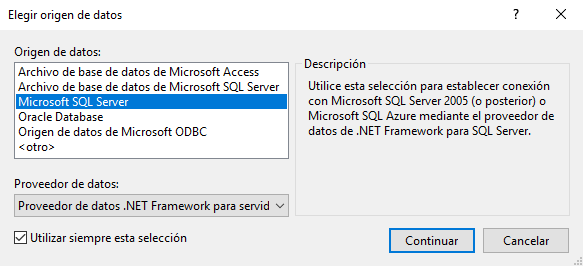 Elegir origen de datos
Origen de datos:
Archivo de base de datos de Microsoft Access
Archivo de base de datos de Microsoft SQL Server
Microsoft SQL Server
Oracle Database
Origen de datos de Microsoft ODBC
<otro>
Proveedor de datos:
Proveedor de datos .NET Framework para servid
Utilizar siempre esta selección
Descripción
Utilice esta selección para establecer conexión
con Microsoft SQL Server 2005 (o posterior) o
Microsoft SQL Azure mediante el proveedor de
datos de .NET Framework para SQL Server.
Continuar
Cancelar